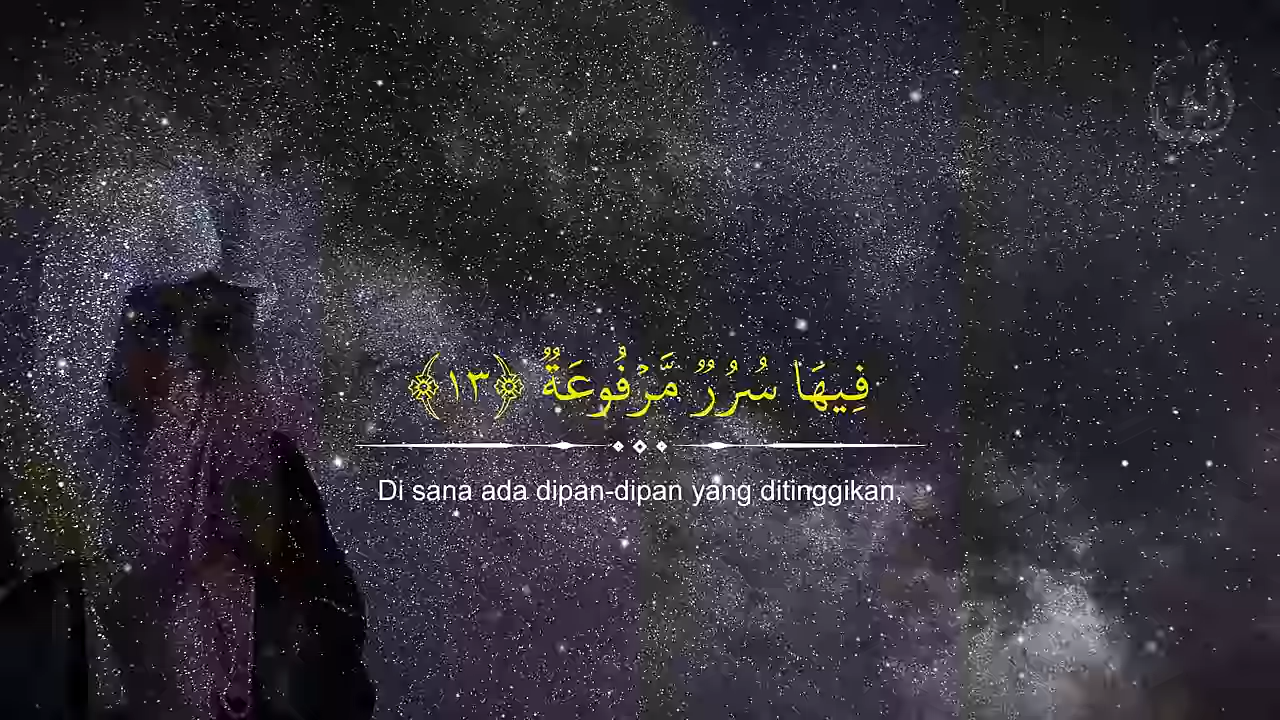 فِيهَا سُرُرٌ مَّرْفُوعَةٌ ﴿١٣﴾
Di sana ada dipan-dipan yang ditinggikan,